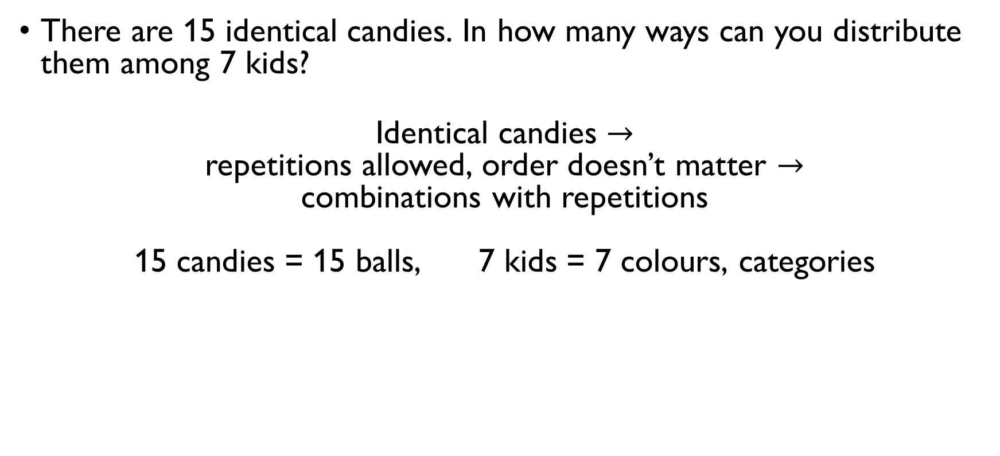 • There are 15 identical candies. In how many ways can you distribute
them among 7 kids?
Identical candies →
repetitions allowed, order doesn’t matter →
combinations with repetitions
15 candies = 15 balls, 7 kids = 7 colours, categories